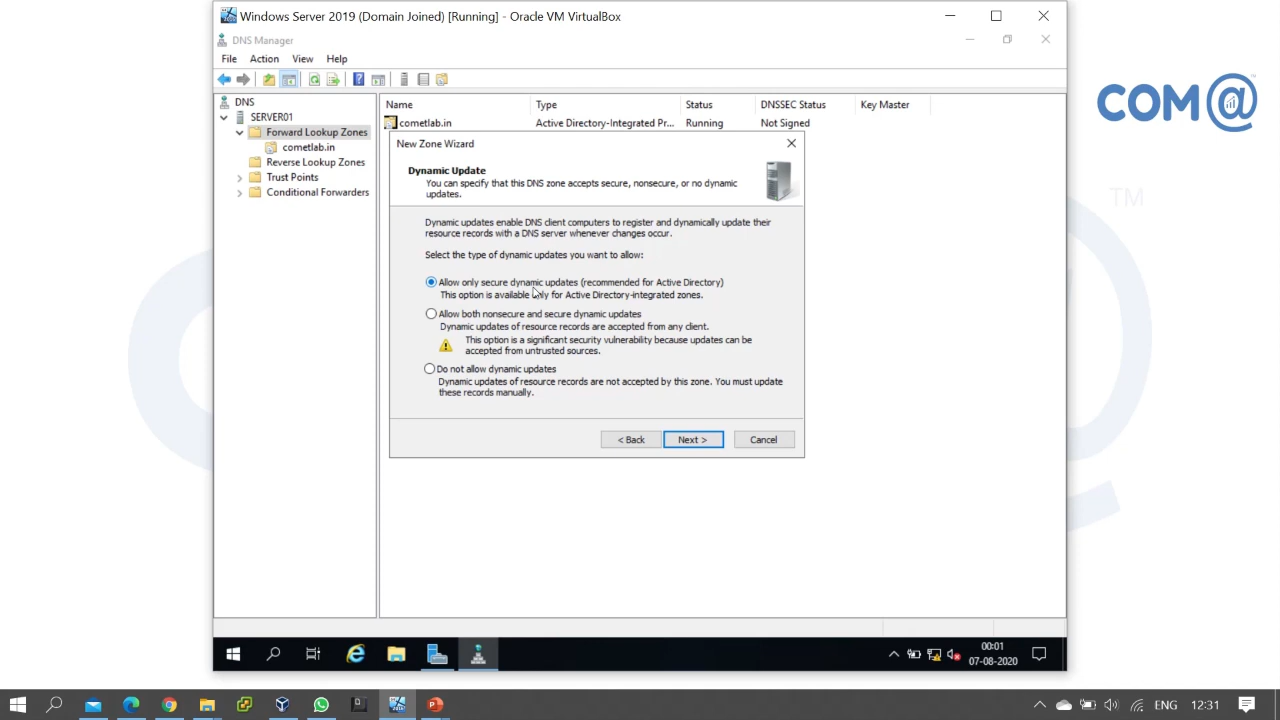 Windows Server 2019 (Domain Joined) [Running] - Oracle VM VirtualBox
DNS Manager
File Action View Help
COM@
TM
DNS
SERVER01
Forward Lookup Zones
cometlab.in
Reverse Lookup Zones
Trust Points
Conditional Forwarders
Name Type Status DNSSEC Status Key Master
cometlab.in Active Directory-Integrated Pr... Running Not Signed
New Zone Wizard
Dynamic Update
You can specify that this DNS zone accepts secure, nonsecure, or no dynamic
updates.
Dynamic updates enable DNS client computers to register and dynamically update their
resource records with a DNS server whenever changes occur.
Select the type of dynamic updates you want to allow:
Allow only secure dynamic updates (recommended for Active Directory)
This option is available only for Active Directory-integrated zones.
Allow both nonsecure and secure dynamic updates
Dynamic updates of resource records are accepted from any client.
This option is a significant security vulnerability because updates can be
accepted from untrusted sources.
Do not allow dynamic updates
Dynamic updates of resource records are not accepted by this zone. You must update
these records manually.
< Back Next > Cancel
00:01
07-08-2020
ENG 12:31